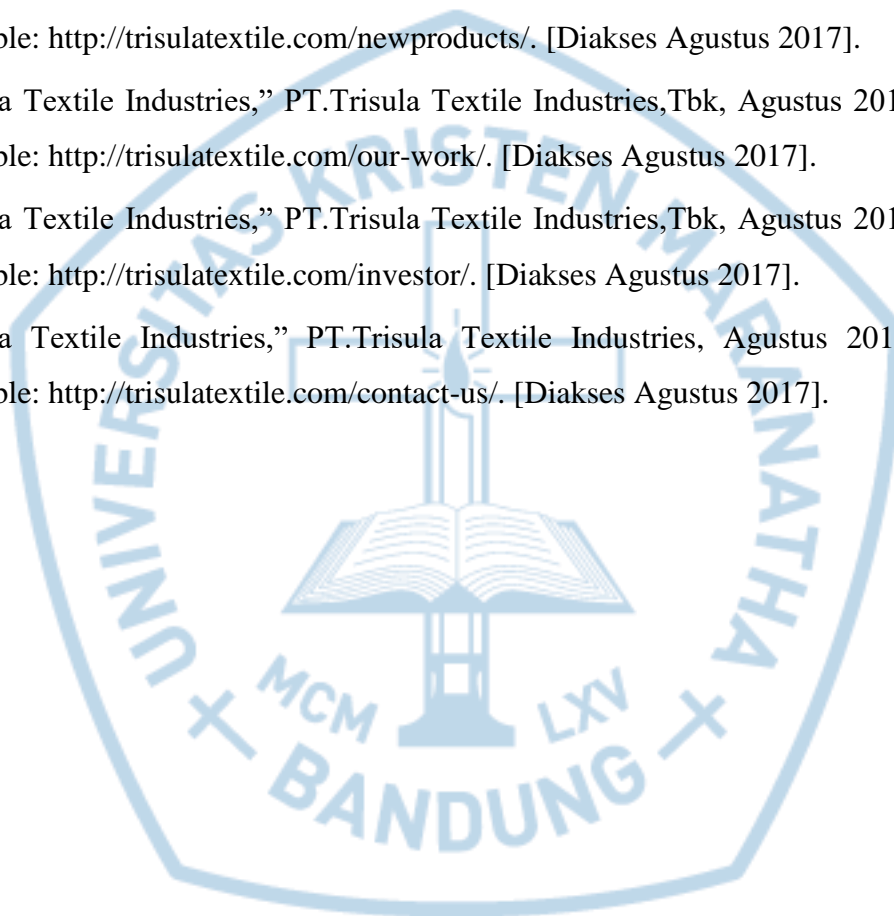 ble: http://trisulatextile.com/newproducts/. [Diakses Agustus 2017].
a Textile Industries,” PT.Trisula Textile Industries,Tbk, Agustus 201
ble: http://trisulatextile.com/our-work/. [Diakses Agustus 2017].
a Textile Industries,” PT.Trisula Textile Industries,Tbk, Agustus 201
ble: http://trisulatextile.com/investor/. [Diakses Agustus 2017].
a Textile Industries,” PT.Trisula Textile Industries, Agustus 201
ble: http://trisulatextile.com/contact-us/. [Diakses Agustus 2017].
UNIVERSITAS KRISTEN MARANATHA
MCM LXV
BANDUNG